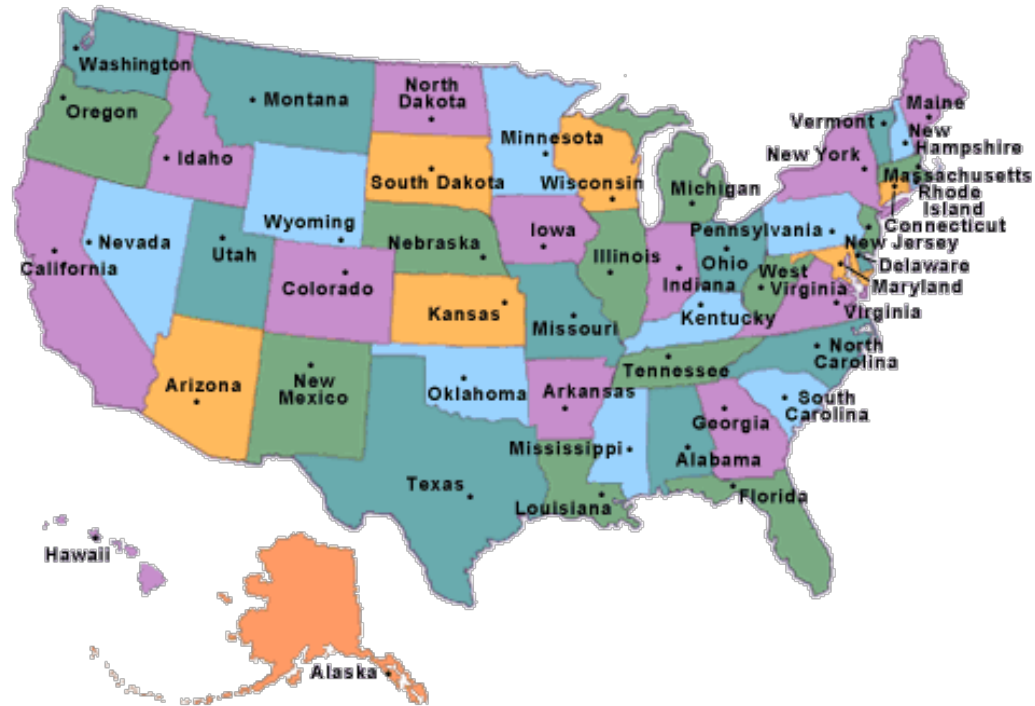 Washington
Montana
North
Dakota
Minnesota
Maine
Oregon
Vermont
New
Hampshire
Idaho
South Dakota
Wisconsin
Michigan
New York
Massachusetts
Rhode
Island
Connecticut
Wyoming
Nebraska
Iowa
Pennsylvania
New Jersey
Nevada
Utah
California
Colorado
Illinois
Indiana
Ohio
West
Virginia
Delaware
Maryland
Kansas
Missouri
Kentucky
Virginia
Arizona
New
Mexico
Oklahoma
Arkansas
Tennessee
North
Carolina
South
Carolina
Georgia
Mississippi
Alabama
Texas
Louisiana
Florida
Hawaii
Alaska